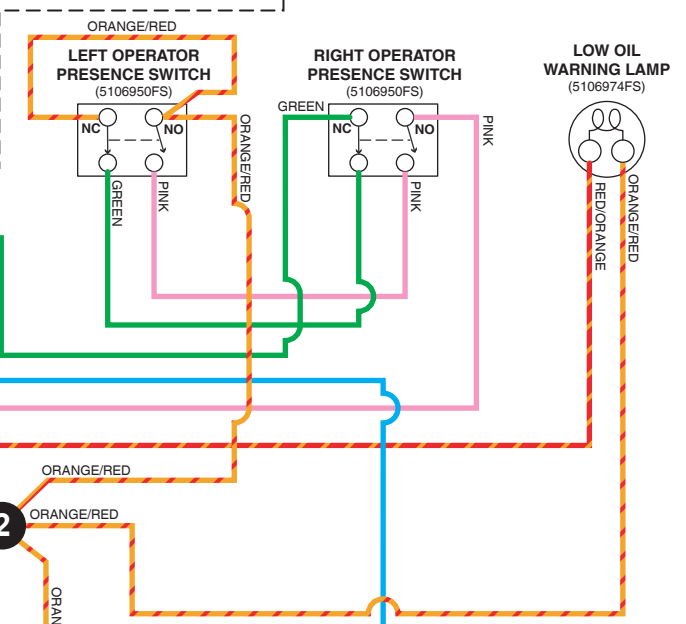 ORANGE/RED
LEFT OPERATOR
PRESENCE SWITCH
(5106950FS)
NC
NO
ORANGE/RED
GREEN
PINK
RIGHT OPERATOR
PRESENCE SWITCH
(5106950FS)
GREEN
NC
NO
PINK
PINK
LOW OIL
WARNING LAMP
(5106974FS)
RED/ORANGE
ORANGE/RED
ORANGE/RED
2
ORANGE/RED
ORAN